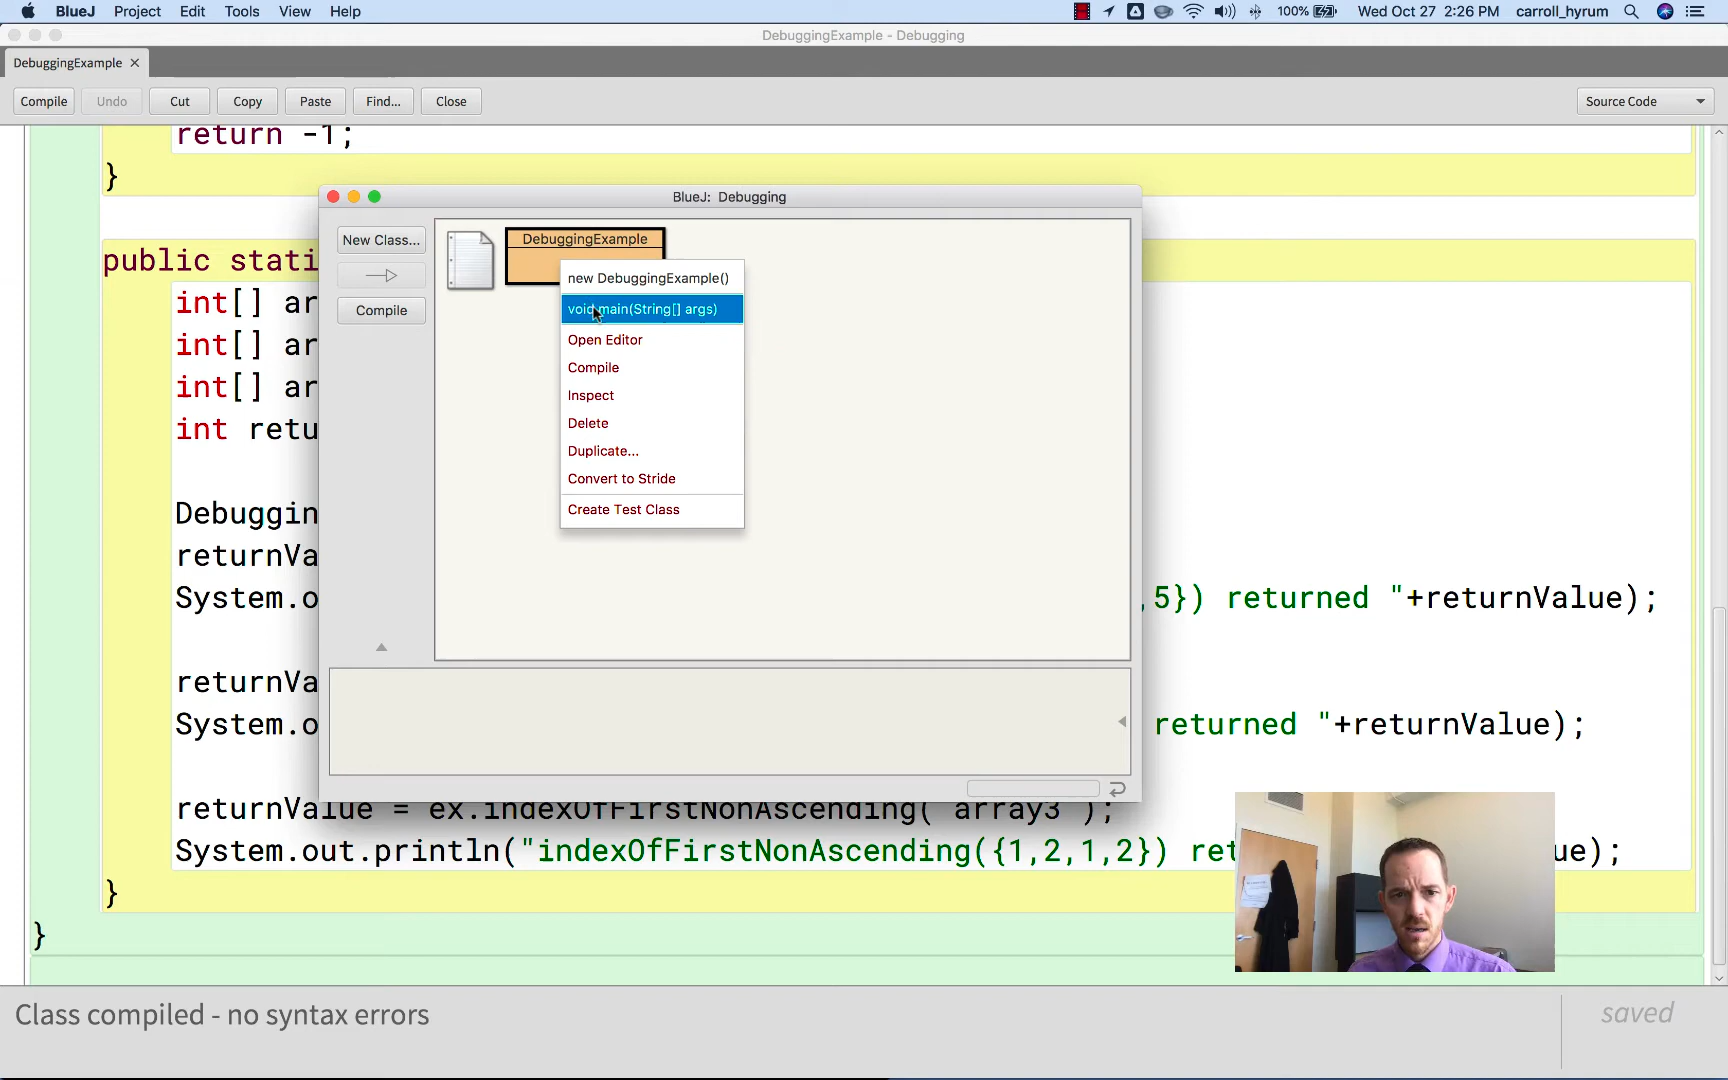 BlueJ Project Edit Tools View Help 100% Wed Oct 27 2:26 PM carroll_hyrum
DebuggingExample - Debugging
DebuggingExample ×
Compile Undo Cut Copy Paste Find... Close Source Code
return -1;
}
BlueJ: Debugging
New Class... DebuggingExample
public stati
new DebuggingExample()
int[] ar
Compile void main(String[] args)
int[] ar Open Editor
Compile
int[] ar Inspect
int retu Delete
Duplicate...
Convert to Stride
Debuggin Create Test Class
returnVa
System.o ,5}) returned "+returnValue);
returnVa
System.o returned "+returnValue);
returnValue = ex.indexOfFirstNonAscending( array3 );
System.out.println("indexOfFirstNonAscending({1,2,1,2}) ret ue);
}
}
Class compiled - no syntax errors saved